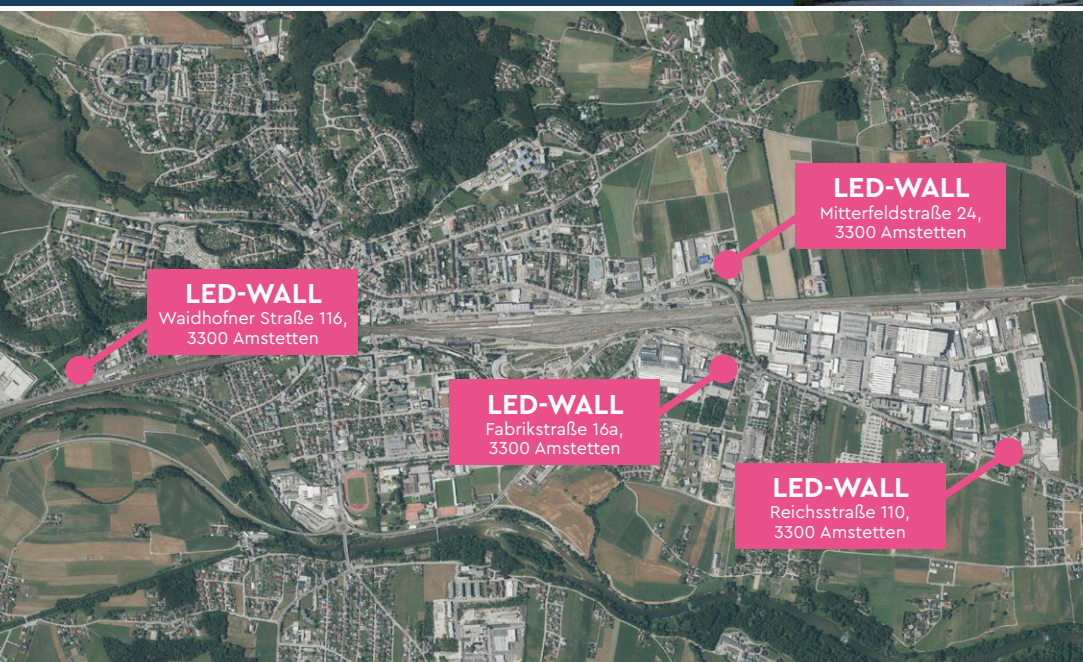 LED-WALL
Mitterfeldstraße 24,
3300 Amstetten
LED-WALL
Waidhofner Straße 116,
3300 Amstetten
LED-WALL
Fabrikstraße 16a,
3300 Amstetten
LED-WALL
Reichsstraße 110,
3300 Amstetten